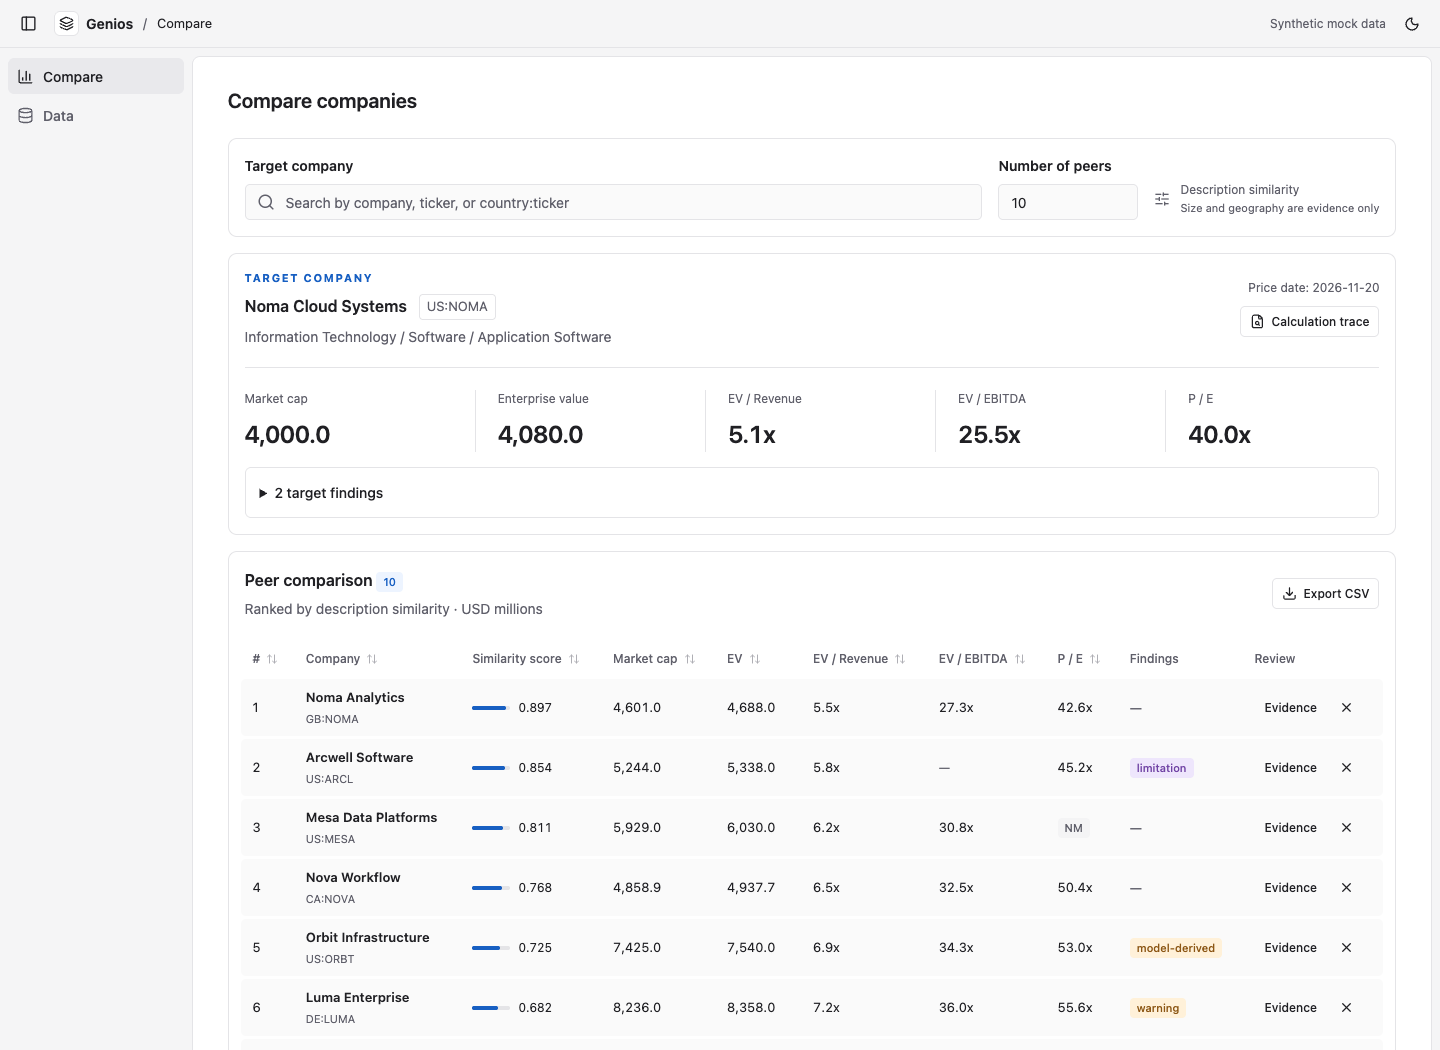 Genios / Compare
Synthetic mock data
Compare
Data
Compare companies
Target company
Search by company, ticker, or country:ticker
Number of peers
10
Description similarity
Size and geography are evidence only
TARGET COMPANY
Noma Cloud Systems US:NOMA
Information Technology / Software / Application Software
Price date: 2026-11-20
Calculation trace
Market cap
4,000.0
Enterprise value
4,080.0
EV / Revenue
5.1x
EV / EBITDA
25.5x
P / E
40.0x
2 target findings
Peer comparison 10
Ranked by description similarity · USD millions
Export CSV
# Company Similarity score Market cap EV EV / Revenue EV / EBITDA P / E Findings Review
1 Noma Analytics 0.897 4,601.0 4,688.0 5.5x 27.3x 42.6x — Evidence
GB:NOMA
2 Arcwell Software 0.854 5,244.0 5,338.0 5.8x — 45.2x limitation Evidence
US:ARCL
3 Mesa Data Platforms 0.811 5,929.0 6,030.0 6.2x 30.8x NM — Evidence
US:MESA
4 Nova Workflow 0.768 4,858.9 4,937.7 6.5x 32.5x 50.4x — Evidence
CA:NOVA
5 Orbit Infrastructure 0.725 7,425.0 7,540.0 6.9x 34.3x 53.0x model-derived Evidence
US:ORBT
6 Luma Enterprise 0.682 8,236.0 8,358.0 7.2x 36.0x 55.6x warning Evidence
DE:LUMA